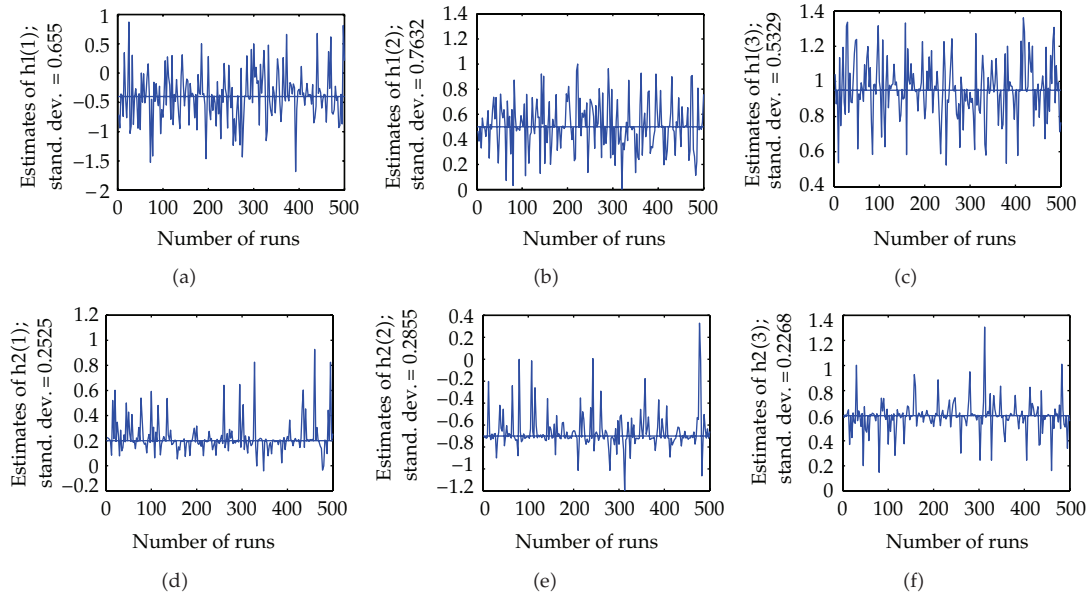 Estimates of h1(1);
stand. dev. = 0.655
1
0.5
0
−0.5
−1
−1.5
−2
0 100 200 300 400 500
Number of runs
(a)
Estimates of h1(2);
stand. dev. = 0.7632
1.4
1.2
1
0.8
0.6
0.4
0.2
0
0 100 200 300 400 500
Number of runs
(b)
Estimates of h1(3);
stand. dev. = 0.5329
1.4
1.2
1
0.8
0.6
0.4
0 100 200 300 400 500
Number of runs
(c)
Estimates of h2(1);
stand. dev. = 0.2525
1.2
1
0.8
0.6
0.4
0.2
0
−0.2
0 100 200 300 400 500
Number of runs
(d)
Estimates of h2(2);
stand. dev. = 0.2855
0.4
0.2
0
−0.2
−0.4
−0.6
−0.8
−1
−1.2
0 100 200 300 400 500
Number of runs
(e)
Estimates of h2(3);
stand. dev. = 0.2268
1.4
1.2
1
0.8
0.6
0.4
0.2
0
0 100 200 300 400 500
Number of runs
(f)